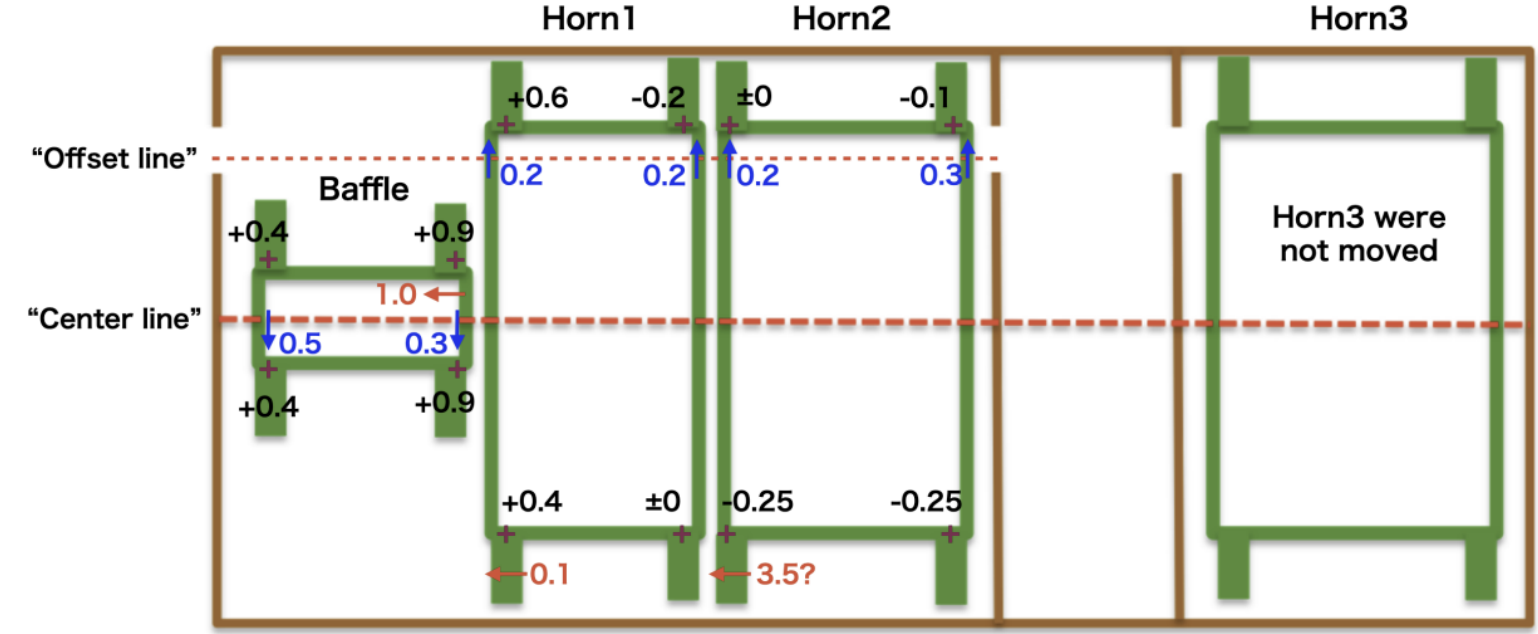 Horn1
Horn2
Horn3
+0.6
-0.2
±0
-0.1
“Offset line”
0.2
0.2
0.2
0.3
Baffle
+0.4
+0.9
Horn3 were
not moved
1.0
“Center line”
0.5
0.3
+0.4
+0.9
+0.4
±0
-0.25
-0.25
0.1
3.5?